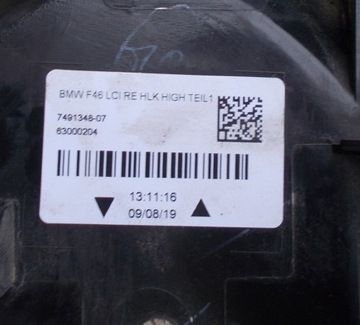 BMW F46 LCI RE HLK HIGH TEIL1
7491348-07
63000204
13:11:16
09/08/19